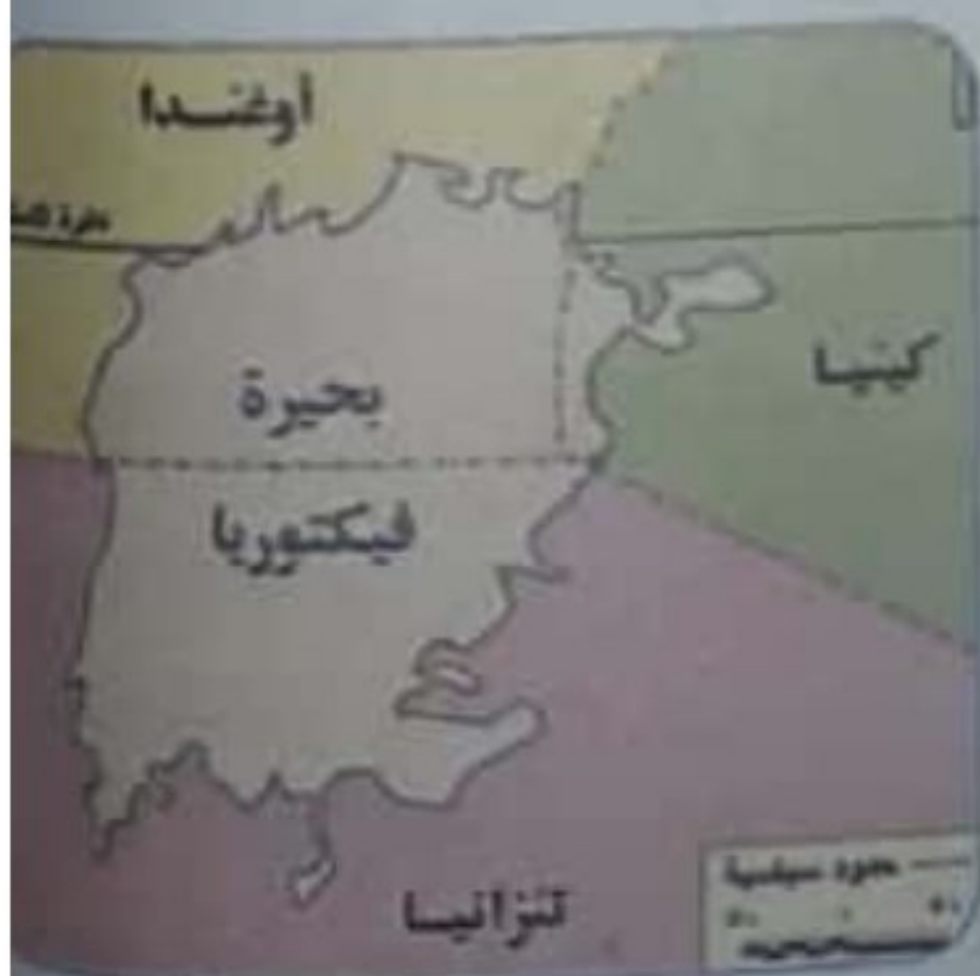 أوغندا
كينيا
بحيرة
فيكتوريا
تنزانيا
حدود سياسية